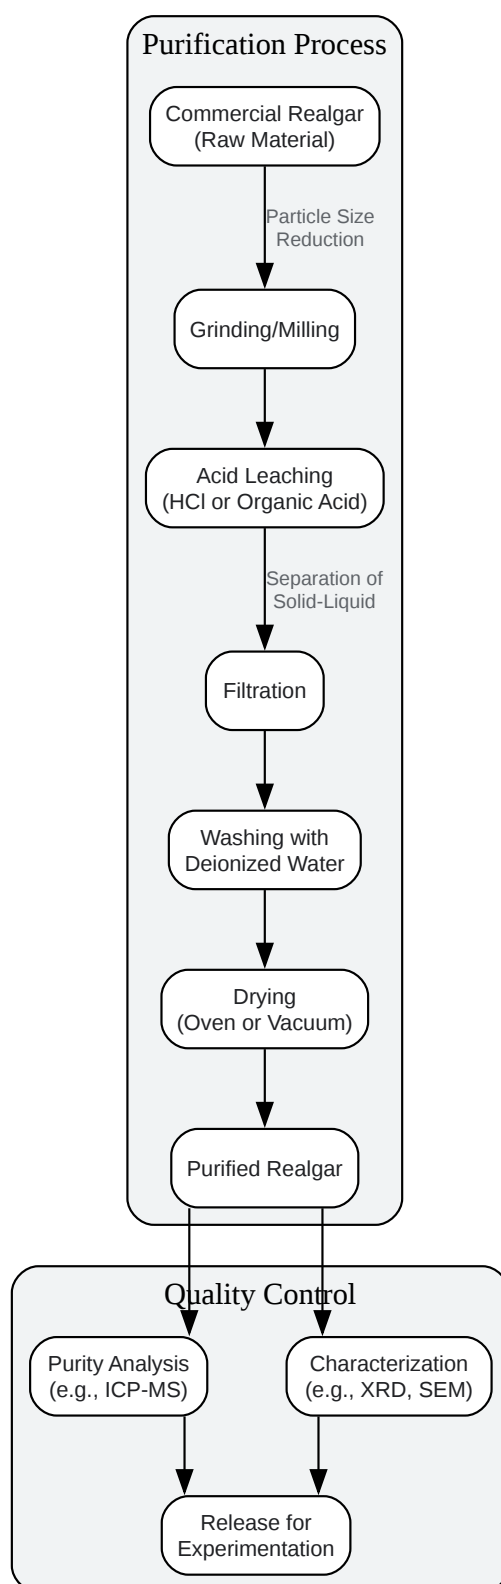 Purification Process
Commercial Realgar
(Raw Material)
Particle Size
Reduction
Grinding/Milling
Acid Leaching
(HCl or Organic Acid)
Separation of
Solid-Liquid
Filtration
Washing with
Deionized Water
Drying
(Oven or Vacuum)
Purified Realgar
Quality Control
Purity Analysis
(e.g., ICP-MS)
Characterization
(e.g., XRD, SEM)
Release for
Experimentation